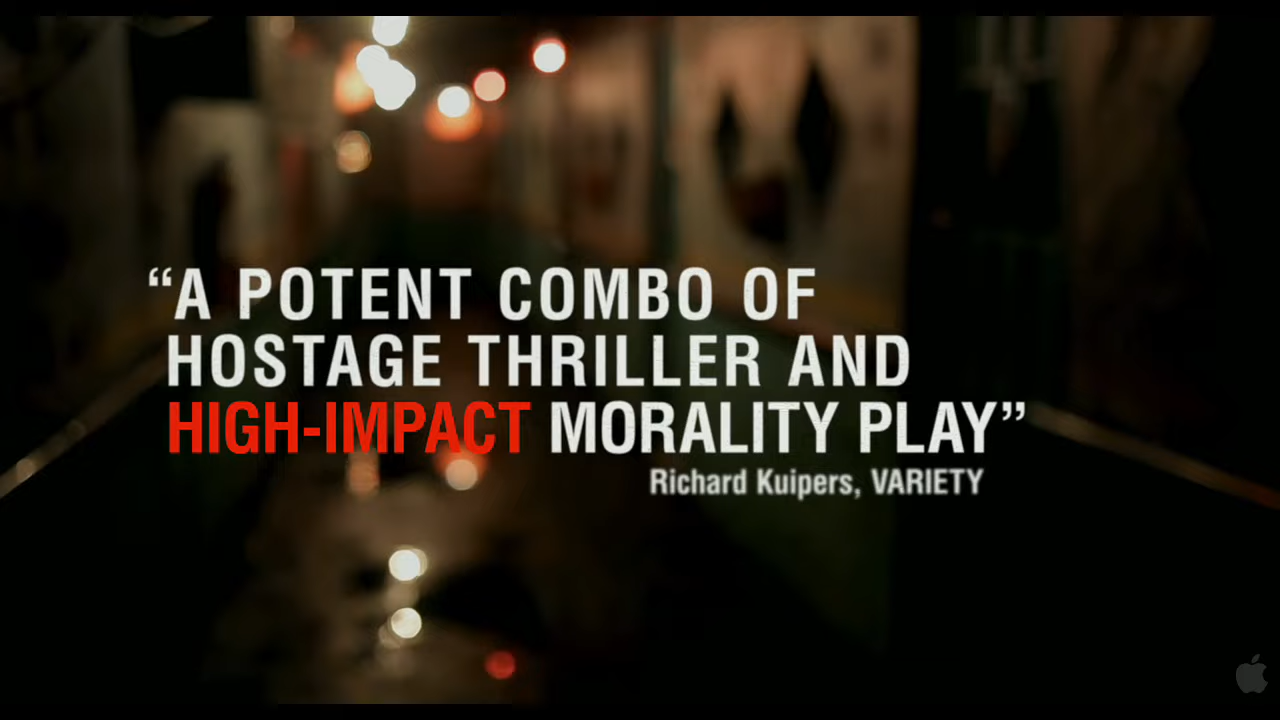 “A POTENT COMBO OF
HOSTAGE THRILLER AND
HIGH-IMPACT MORALITY PLAY”
Richard Kuipers, VARIETY